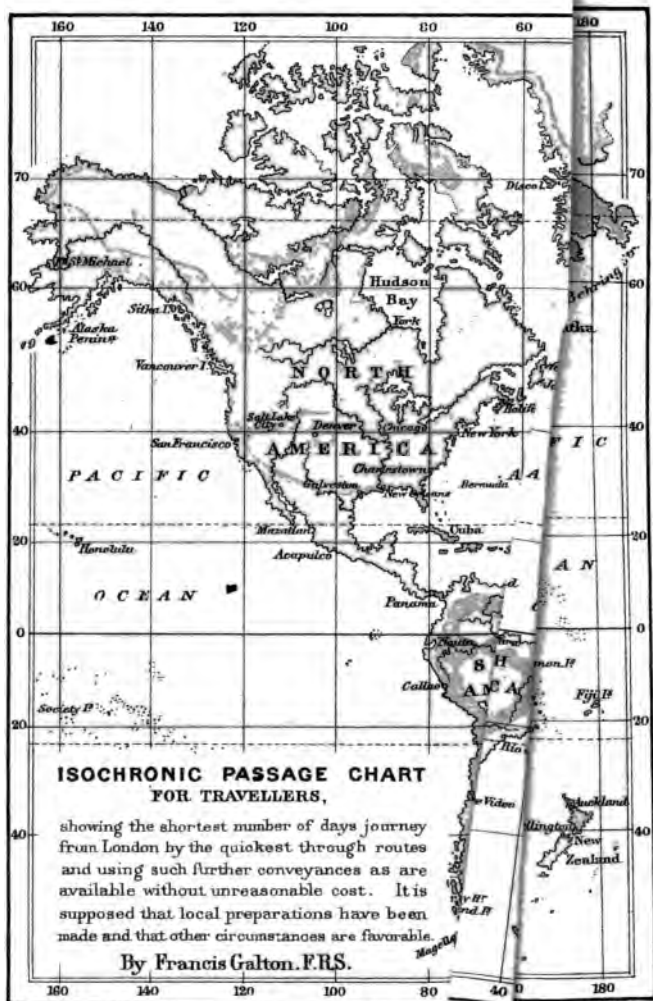 160 140 120 100 80 180
70 70
Disco I.
St. Michael
60 60
Hudson
Bay
York
Behring
Sitka I.
Alaska
Penin.
Vancouver I.
NORTH
Salt Lake
City
Denver
Chicago
New York
40 40
San Francisco
AMERICA
Charlestown
PACIFIC
Galveston
New Orleans
Bermuda
FIC
Mazatlan
Cuba
20 20
Honolulu
Acapulco
OCEAN
Panama
AN
0 0
Callao
Society Is.
Fiji Is.
20 20
Rio
ISOCHRONIC PASSAGE CHART
FOR TRAVELLERS,
showing the shortest number of days journey
from London by the quickest through routes
and using such further conveyances as are
available without unreasonable cost. It is
supposed that local preparations have been
made and that other circumstances are favorable.
By Francis Galton. F.R.S.
Video
Auckland
New
Zealand
40 40
160 140 120 100 80 60 40 0 180